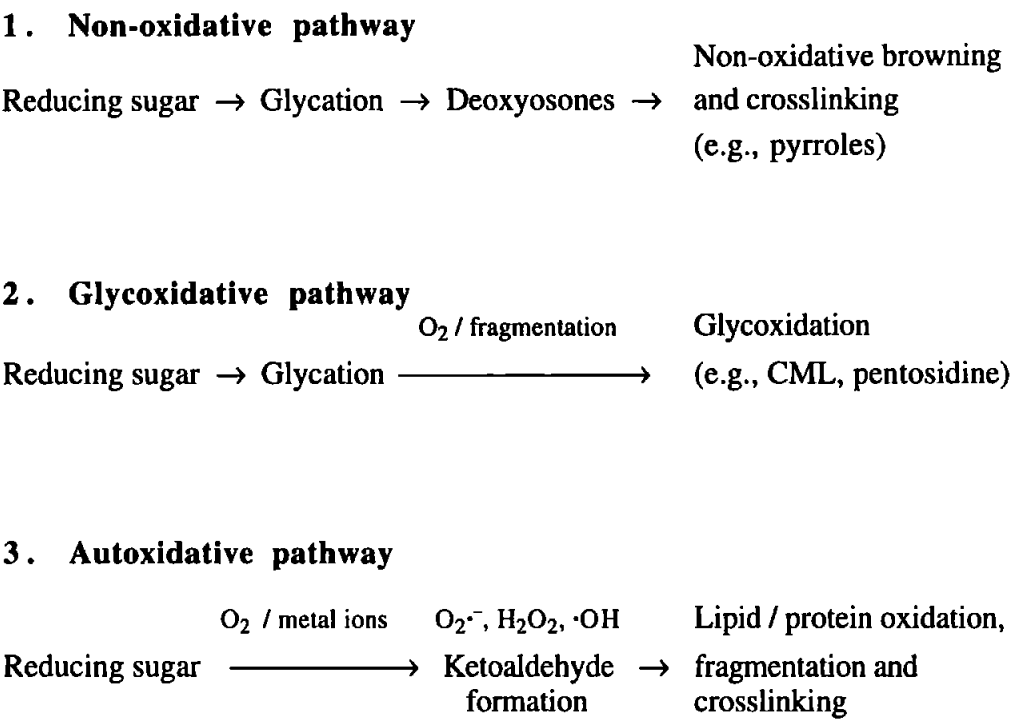 1. Non-oxidative pathway
Non-oxidative browning
Reducing sugar → Glycation → Deoxyosones → and crosslinking
(e.g., pyrroles)
2. Glycoxidative pathway
O₂ / fragmentation Glycoxidation
Reducing sugar → Glycation → (e.g., CML, pentosidine)
3. Autoxidative pathway
O₂ / metal ions O₂·⁻, H₂O₂, ·OH Lipid / protein oxidation,
Reducing sugar → Ketoaldehyde → fragmentation and
formation crosslinking